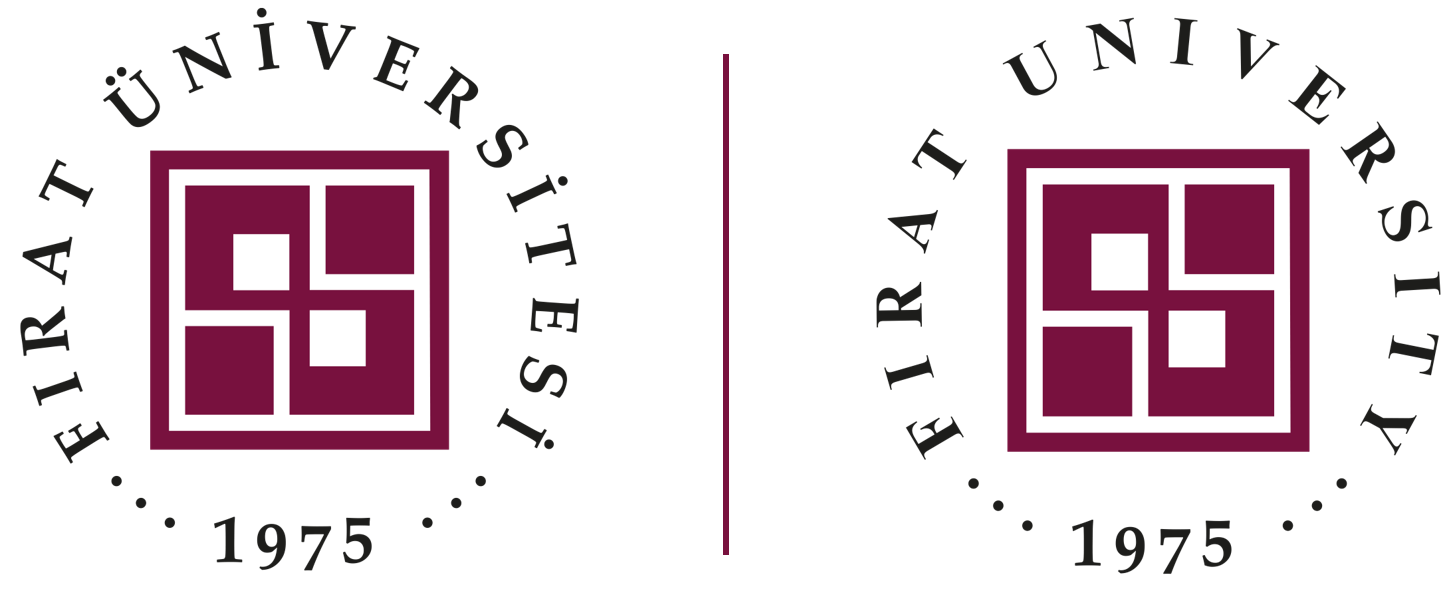 FIRAT ÜNİVERSİTESİ
1975
FIRAT UNIVERSITY
1975